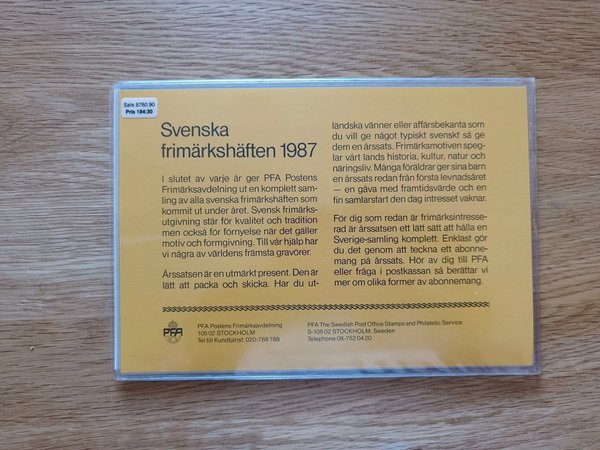 Sats 8760,90
Pris 184:30
Svenska
frimärkshäften 1987
I slutet av varje år ger PFA Postens
Frimärksavdelning ut en komplett sam-
ling av alla svenska frimärkshäften som
kommit ut under året. Svensk frimärks-
utgivning står för kvalitet och tradition
men också för förnyelse när det gäller
motiv och formgivning. Till vår hjälp har
vi några av världens främsta gravörer.
Årssatsen är en utmärkt present. Den är
lätt att packa och skicka. Har du ut-
ländska vänner eller affärsbekanta som
du vill ge något typiskt svenskt så ge
dem en årssats. Frimärksmotiven speg-
lar vårt lands historia, kultur, natur och
näringsliv. Många föräldrar ger sina barn
en årssats redan från första levnadsåret
— en gåva med framtidsvärde och en
fin samlarstart den dag intresset vaknar.
För dig som redan är frimärksintresse-
rad är årssatsen ett lätt sätt att hålla en
Sverige-samling komplett. Enklast gör
du det genom att teckna ett abonne-
mang på årssats. Hör av dig till PFA
eller fråga i postkassan så berättar vi
mer om olika former av abonnemang.
PFA
PFA Postens Frimärksavdelning
105 02 STOCKHOLM
Tel till Kundtjänst: 020-788 788
PFA The Swedish Post Office Stamps and Philatelic Service
S-105 02 STOCKHOLM, Sweden
Telephone 08-752 04 20